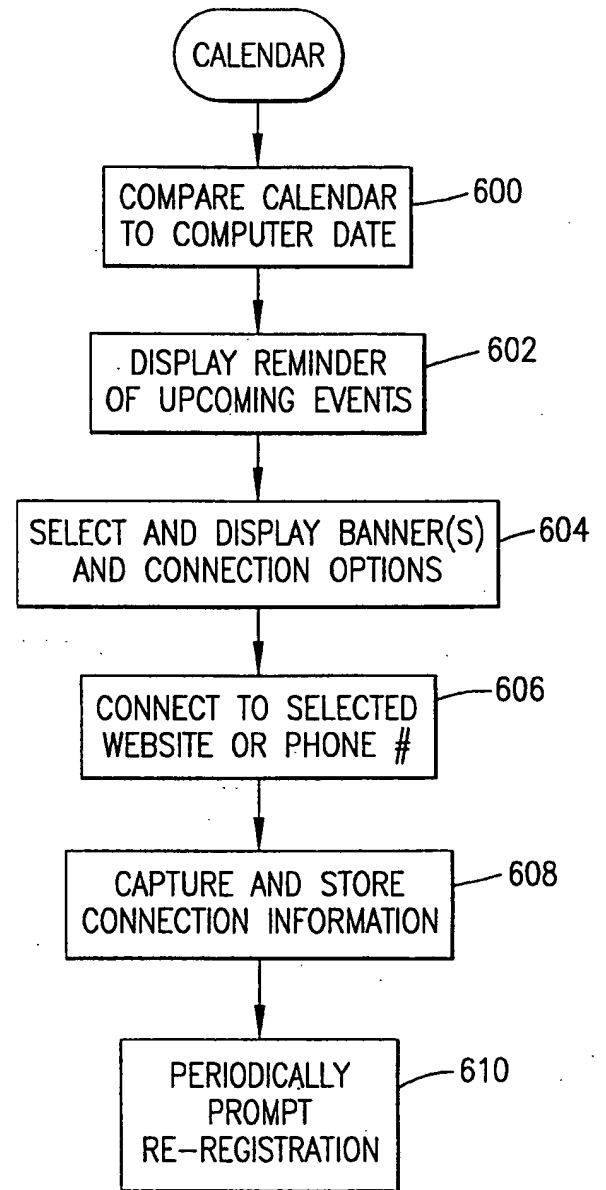 CALENDAR
COMPARE CALENDAR
TO COMPUTER DATE
600
DISPLAY REMINDER
OF UPCOMING EVENTS
602
SELECT AND DISPLAY BANNER(S)
AND CONNECTION OPTIONS
604
CONNECT TO SELECTED
WEBSITE OR PHONE #
606
CAPTURE AND STORE
CONNECTION INFORMATION
608
PERIODICALLY
PROMPT
RE-REGISTRATION
610